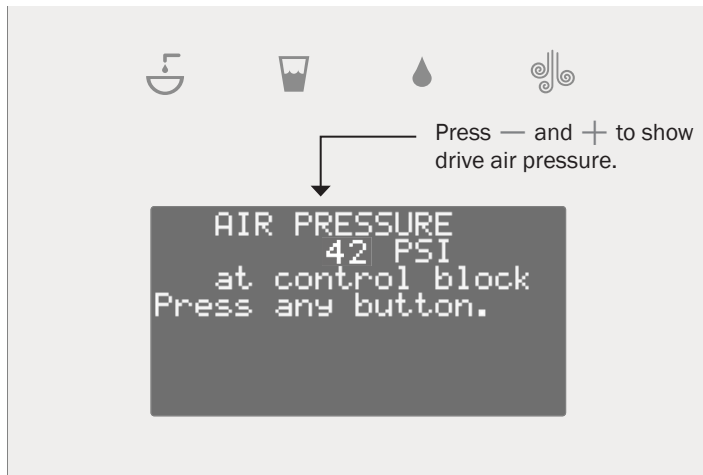 Press — and + to show
drive air pressure.
AIR PRESSURE
42 PSI
at control block
Press any button.